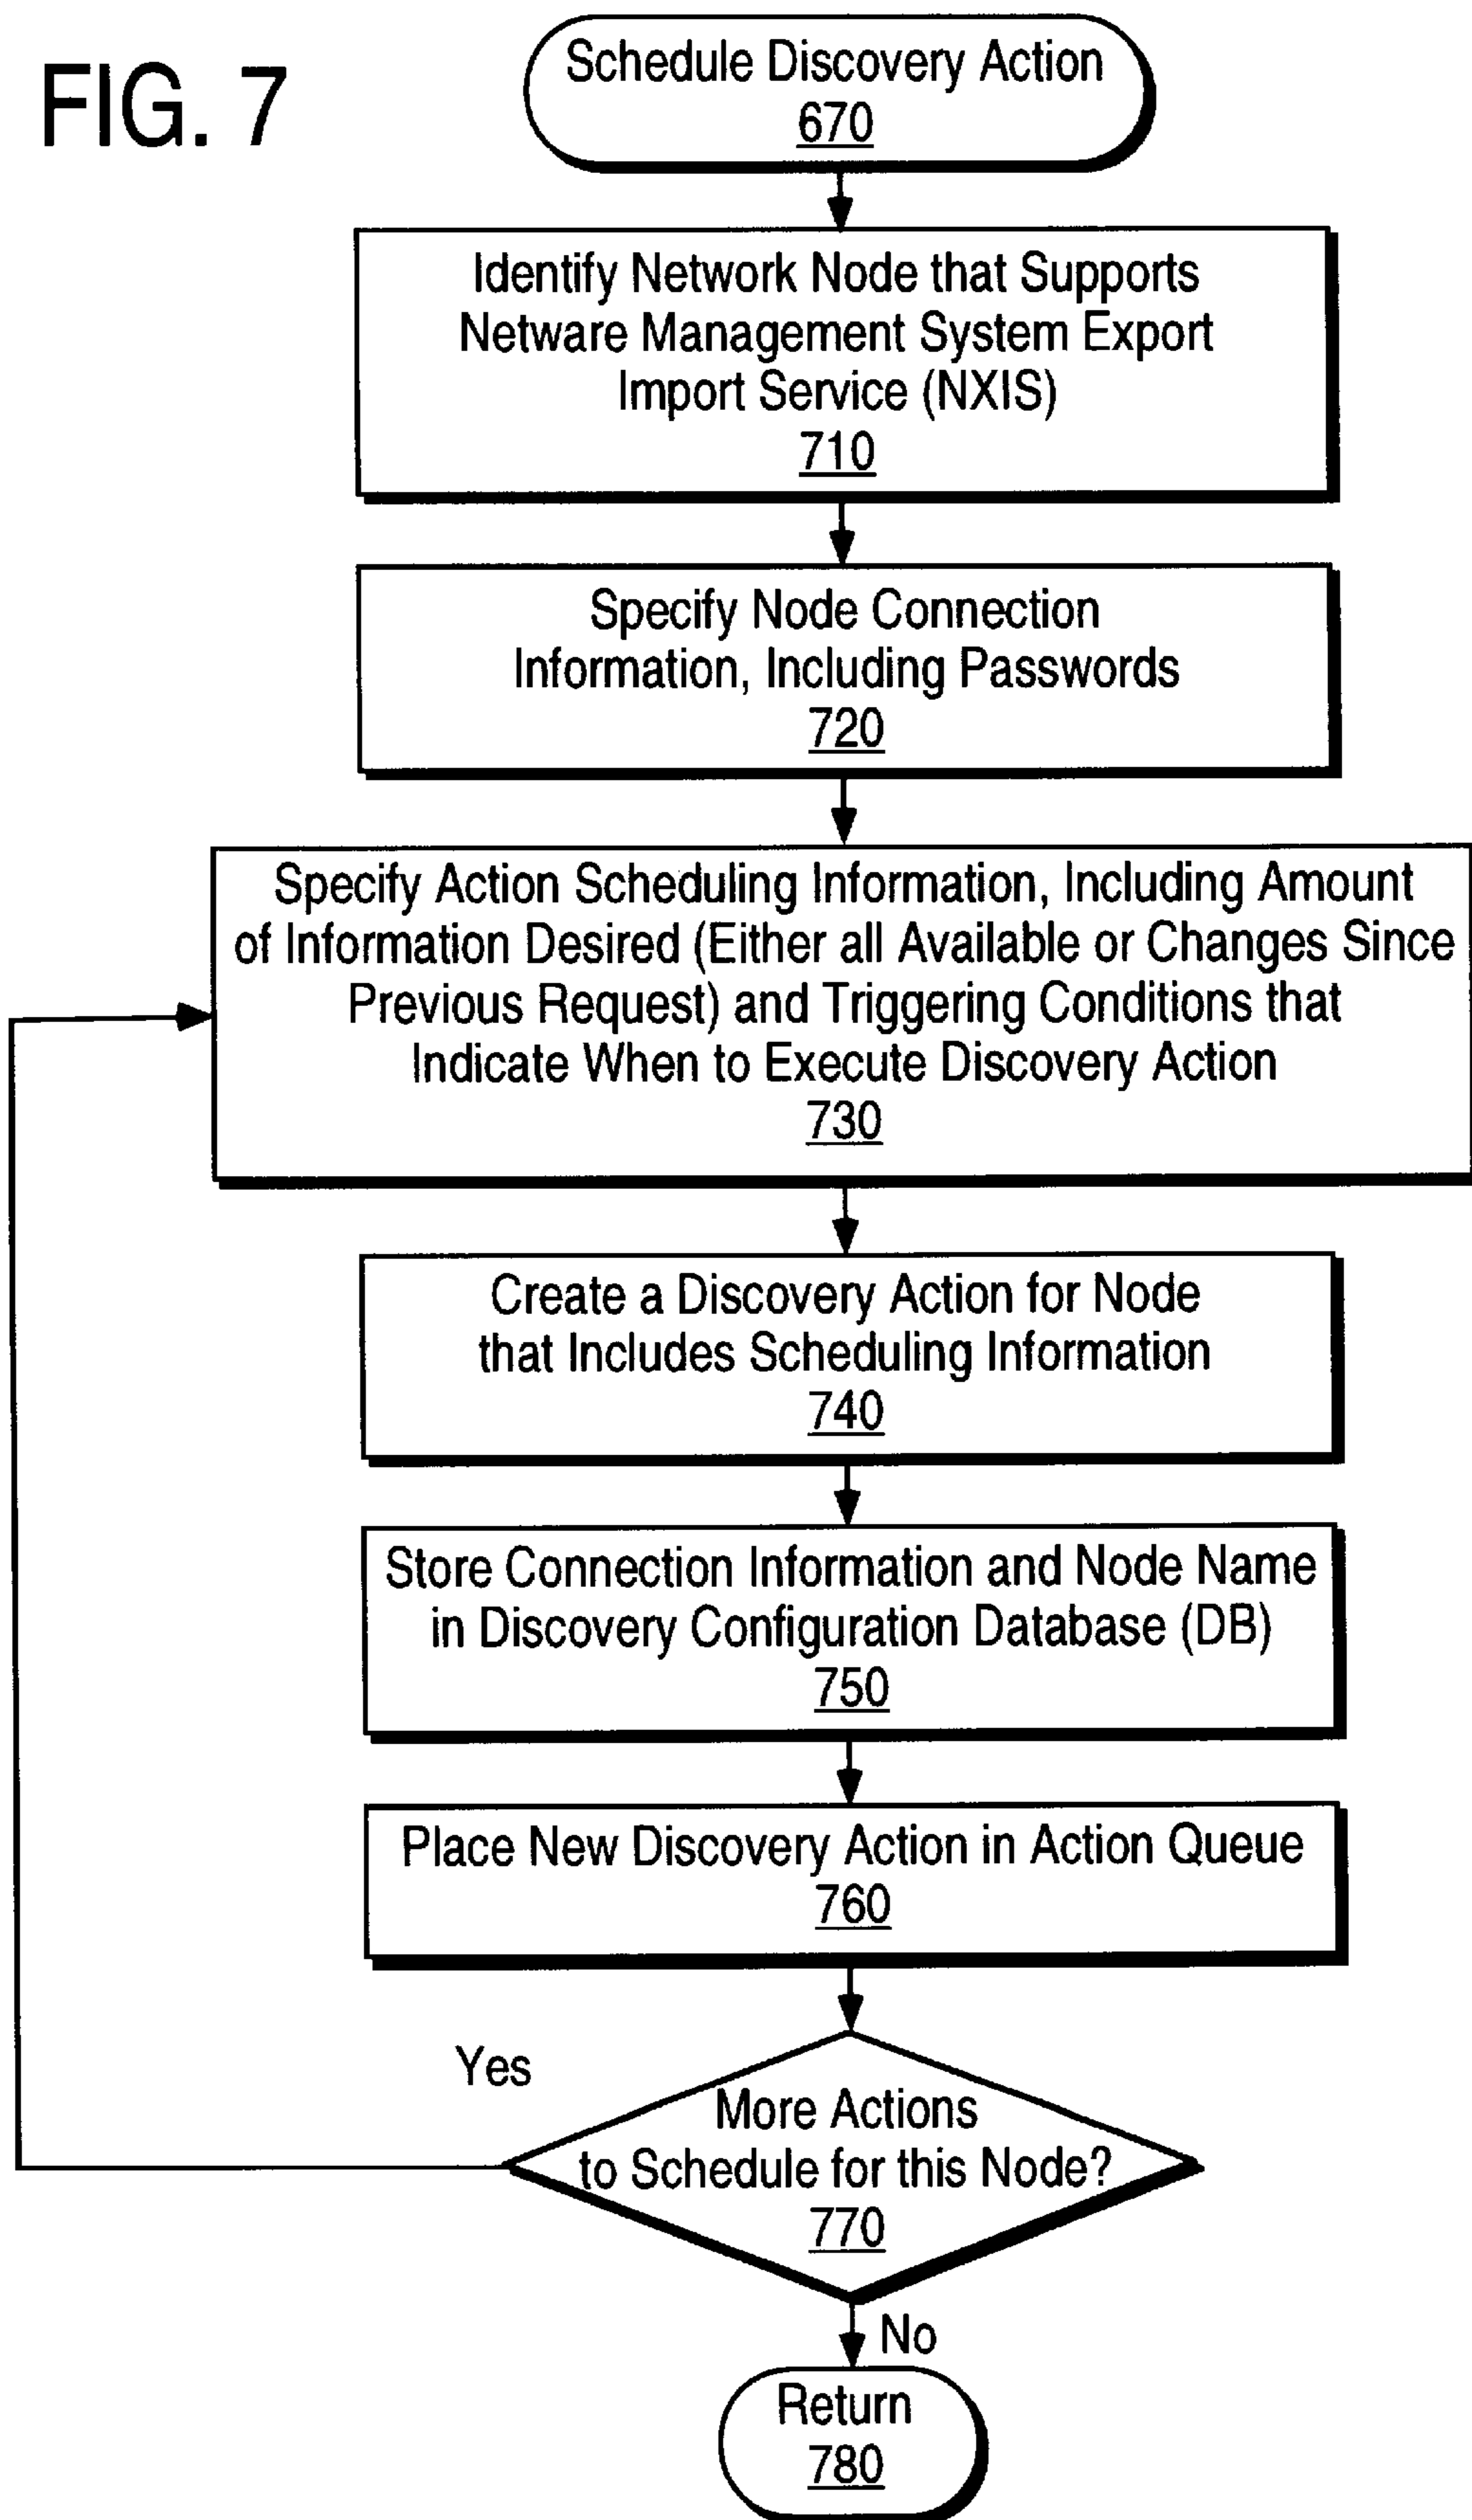 FIG. 7
Schedule Discovery Action
670
Identify Network Node that Supports
Netware Management System Export
Import Service (NXIS)
710
Specify Node Connection
Information, Including Passwords
720
Specify Action Scheduling Information, Including Amount
of Information Desired (Either all Available or Changes Since
Previous Request) and Triggering Conditions that
Indicate When to Execute Discovery Action
730
Create a Discovery Action for Node
that Includes Scheduling Information
740
Store Connection Information and Node Name
in Discovery Configuration Database (DB)
750
Place New Discovery Action in Action Queue
760
Yes
More Actions
to Schedule for this Node?
770
No
Return
780